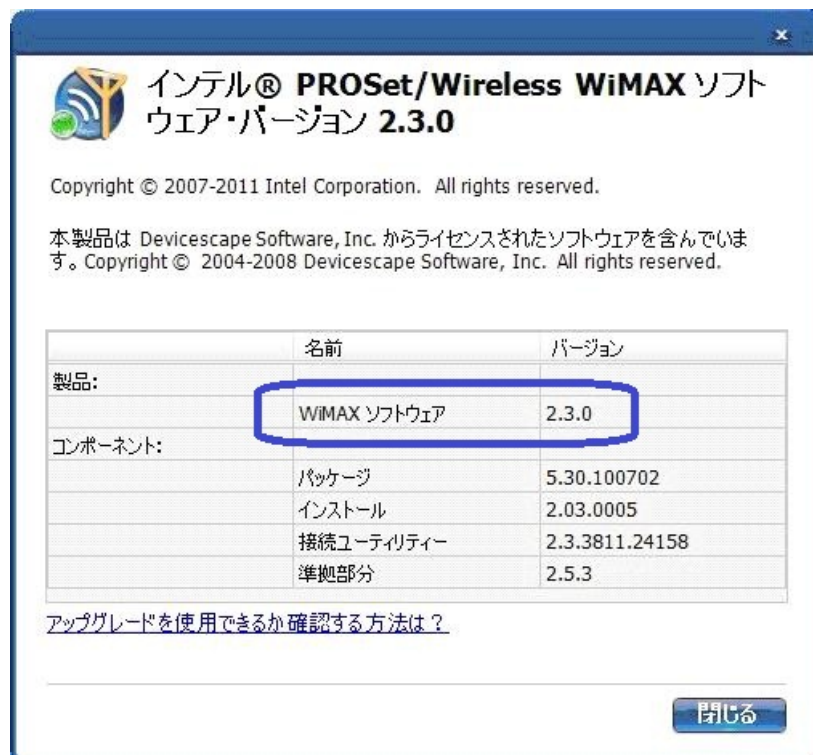 インテル® PROSet/Wireless WiMAX ソフト
ウェア・バージョン 2.3.0
Copyright © 2007-2011 Intel Corporation. All rights reserved.
本製品は Devicescape Software, Inc. からライセンスされたソフトウェアを含んでいま
す。Copyright © 2004-2008 Devicescape Software, Inc. All rights reserved.
名前 バージョン
製品:
WiMAX ソフトウェア 2.3.0
コンポーネント:
パッケージ 5.30.100702
インストール 2.03.0005
接続ユーティリティー 2.3.3811.24158
準拠部分 2.5.3
アップグレードを使用できるか確認する方法は？
閉じる